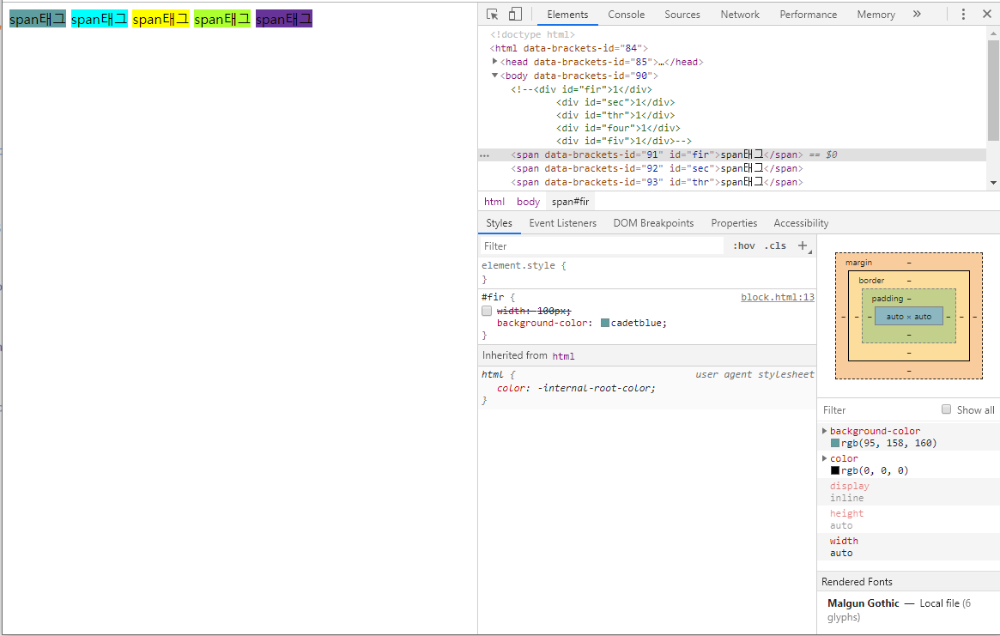 span태그 span태그 span태그 span태그 span태그
Elements Console Sources Network Performance Memory »
<!doctype html>
<html data-brackets-id="84">
<head data-brackets-id="85">…</head>
<body data-brackets-id="90">
<!--<div id="fir">1</div>
<div id="sec">1</div>
<div id="thr">1</div>
<div id="four">1</div>
<div id="fiv">1</div>-->
<span data-brackets-id="91" id="fir">span태그</span> == $0
<span data-brackets-id="92" id="sec">span태그</span>
<span data-brackets-id="93" id="thr">span태그</span>
html body span#fir
Styles Event Listeners DOM Breakpoints Properties Accessibility
Filter :hov .cls +
element.style {
}
#fir { block.html:13
width: 100px;
background-color: cadetblue;
}
Inherited from html
html { user agent stylesheet
color: -internal-root-color;
}
margin –
border –
padding –
– – – auto × auto – – –
–
–
–
Filter Show all
background-color
rgb(95, 158, 160)
color
rgb(0, 0, 0)
display
inline
height
auto
width
auto
Rendered Fonts
Malgun Gothic — Local file (6
glyphs)